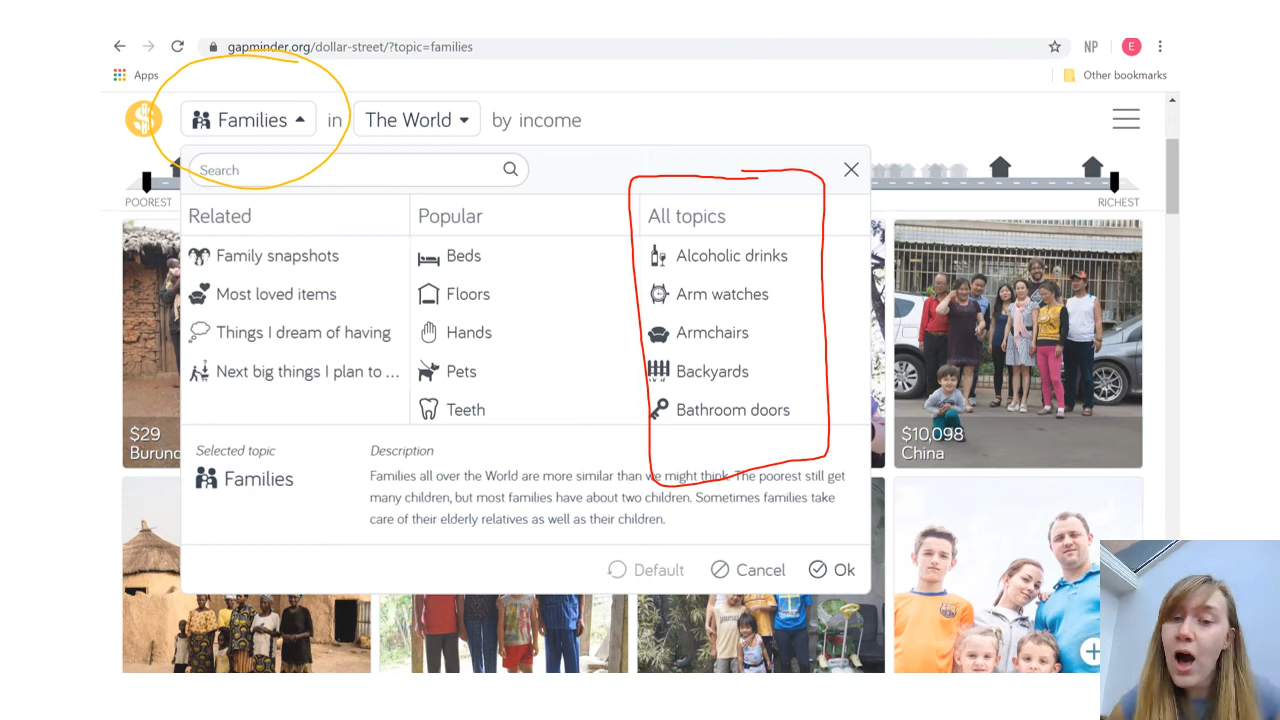 gapminder.org/dollar-street/?topic=families
NP
E
Apps
Other bookmarks
Families in The World by income
Search
POOREST
RICHEST
Related
Family snapshots
Most loved items
Things I dream of having
Next big things I plan to ...
Popular
Beds
Floors
Hands
Pets
Teeth
All topics
Alcoholic drinks
Arm watches
Armchairs
Backyards
Bathroom doors
$29
Burund
$10,098
China
Selected topic
Families
Description
Families all over the World are more similar than we might think. The poorest still get
many children, but most families have about two children. Sometimes families take
care of their elderly relatives as well as their children.
Default
Cancel
Ok